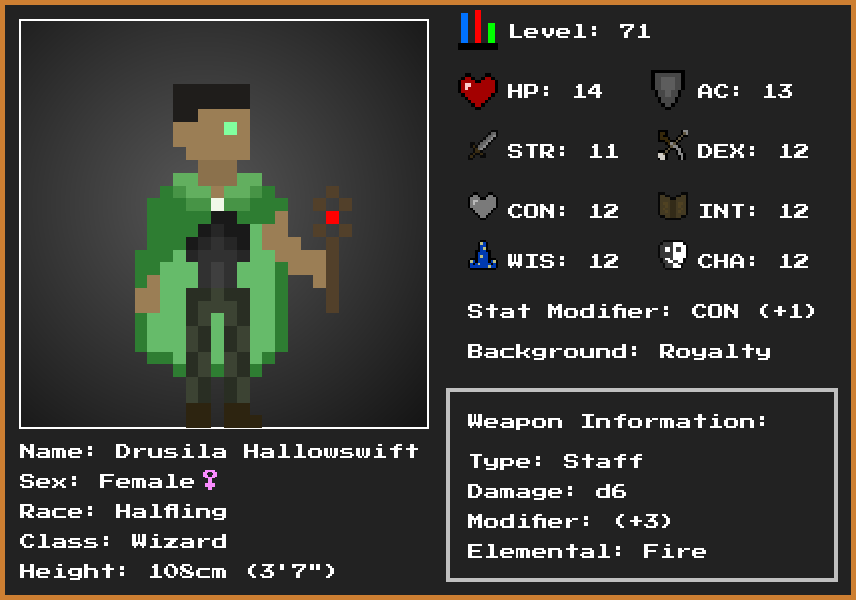 Level: 71
HP: 14
AC: 13
STR: 11
DEX: 12
CON: 12
INT: 12
WIS: 12
CHA: 12
Stat Modifier: CON (+1)
Background: Royalty
Weapon Information:
Type: Staff
Damage: d6
Modifier: (+3)
Elemental: Fire
Name: Drusila Hallowswift
Sex: Female♀
Race: Halfling
Class: Wizard
Height: 108cm (3'7")